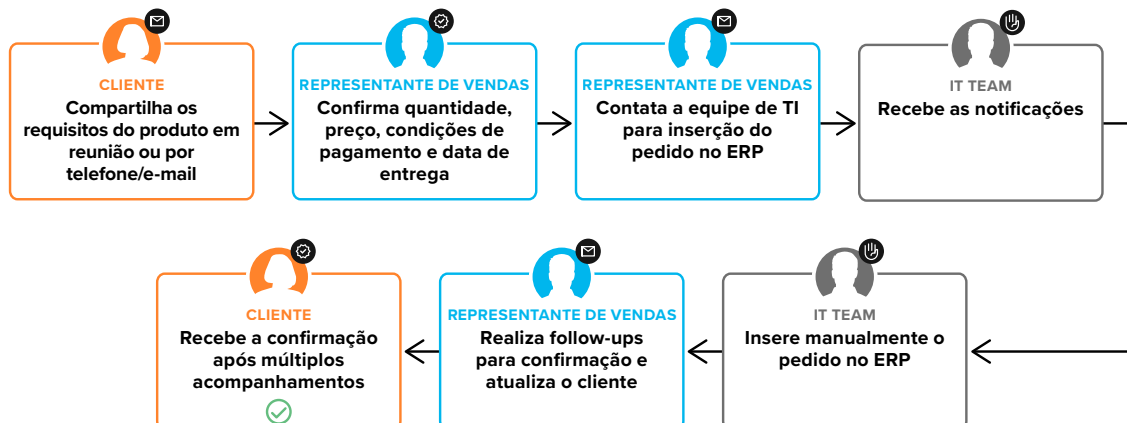 CLIENTE
Compartilha os
requisitos do produto em
reunião ou por
telefone/e-mail
REPRESENTANTE DE VENDAS
Confirma quantidade,
preço, condições de
pagamento e data de
entrega
REPRESENTANTE DE VENDAS
Contata a equipe de TI
para inserção do
pedido no ERP
IT TEAM
Recebe as notificações
IT TEAM
Insere manualmente o
pedido no ERP
REPRESENTANTE DE VENDAS
Realiza follow-ups
para confirmação e
atualiza o cliente
CLIENTE
Recebe a confirmação
após múltiplos
acompanhamentos